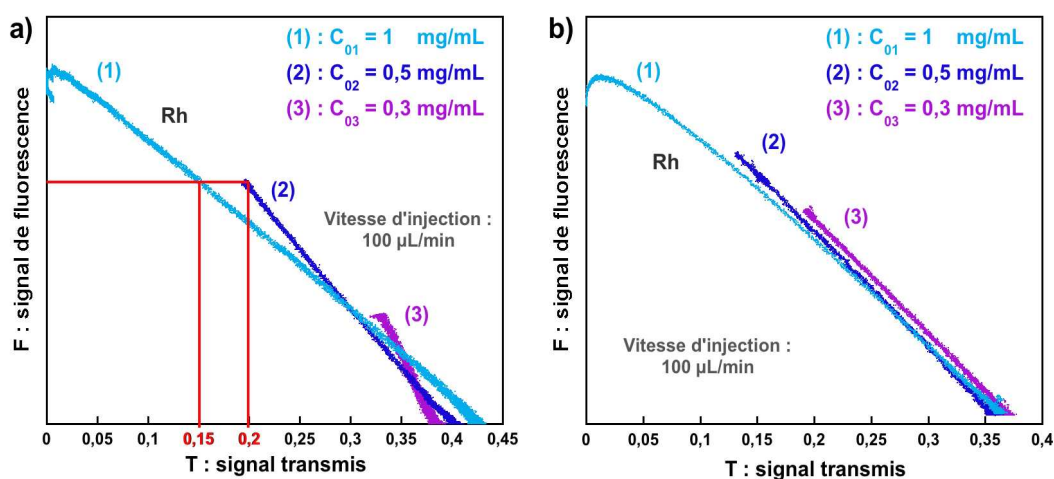 a)
(1) : C01 = 1 mg/mL
(2) : C02 = 0,5 mg/mL
(3) : C03 = 0,3 mg/mL
(1)
Rh
(2)
Vitesse d'injection :
100 µL/min
(3)
F : signal de fluorescence
0 0,05 0,1 0,15 0,2 0,25 0,3 0,35 0,4 0,45
T : signal transmis
b)
(1) : C01 = 1 mg/mL
(2) : C02 = 0,5 mg/mL
(3) : C03 = 0,3 mg/mL
(1)
(2)
Rh
(3)
Vitesse d'injection :
100 µL/min
F : signal de fluorescence
0 0,05 0,1 0,15 0,2 0,25 0,3 0,35 0,4
T : signal transmis